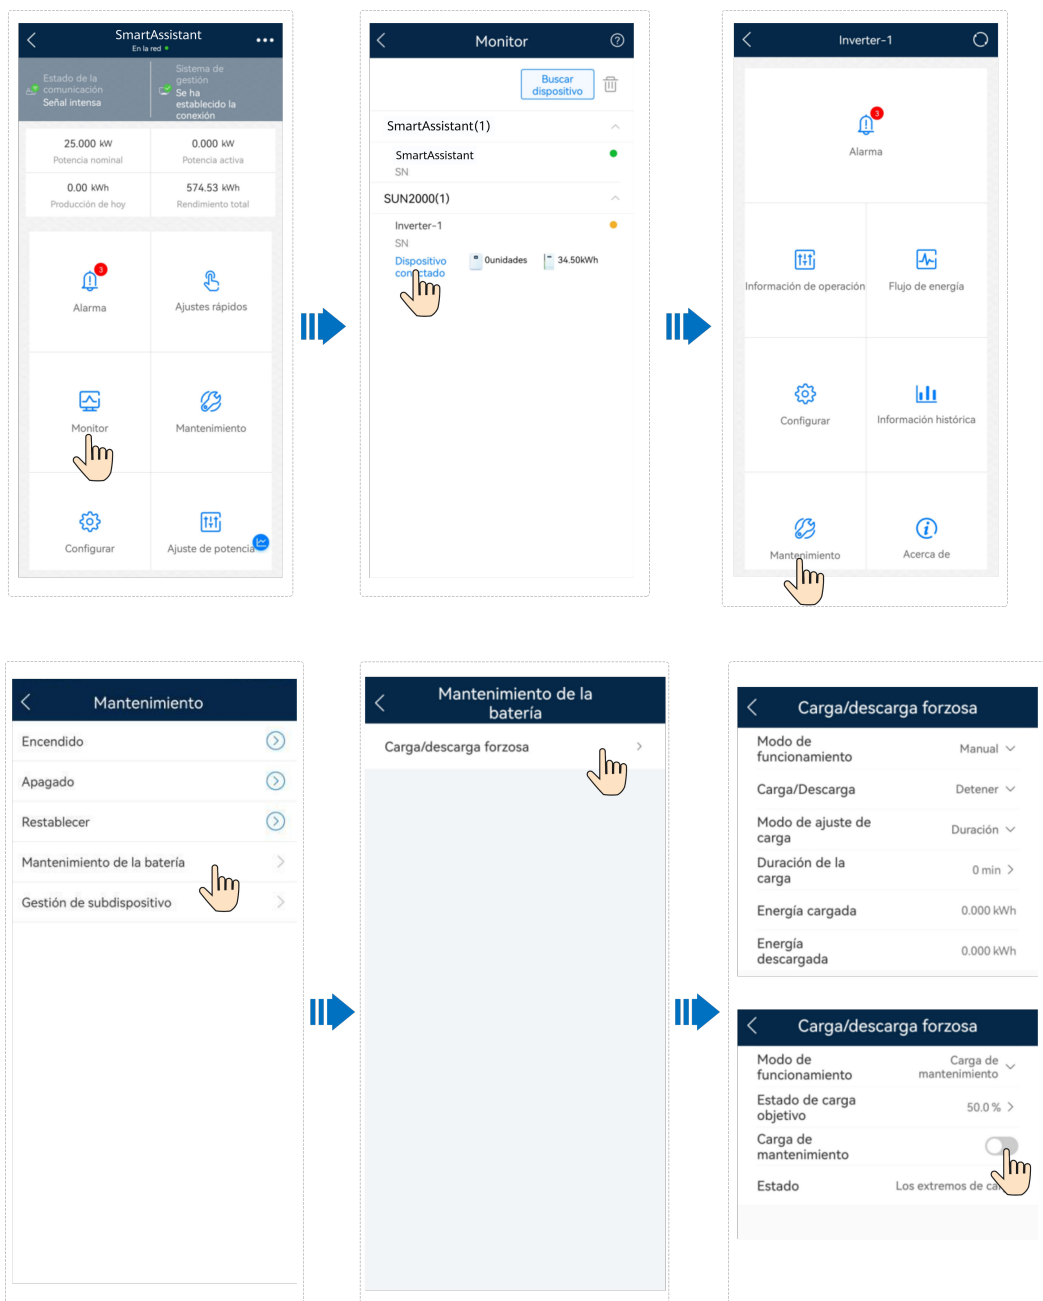 SmartAssistant
En la red
Estado de la
comunicación
Señal intensa
Sistema de
gestión
Se ha
establecido la
conexión
25.000 kW
Potencia nominal
0.000 kW
Potencia activa
0.00 kWh
Producción de hoy
574.53 kWh
Rendimiento total
3
Alarma
Ajustes rápidos
Monitor
Mantenimiento
Configurar
Ajuste de potencia
Monitor
Buscar
dispositivo
SmartAssistant(1)
SmartAssistant
SN
SUN2000(1)
Inverter-1
SN
Dispositivo
conectado
0unidades
34.50kWh
Inverter-1
3
Alarma
Información de operación
Flujo de energía
Configurar
Información histórica
Mantenimiento
Acerca de
Mantenimiento
Encendido
Apagado
Restablecer
Mantenimiento de la batería
Gestión de subdispositivo
Mantenimiento de la
batería
Carga/descarga forzosa
Carga/descarga forzosa
Modo de
funcionamiento
Manual
Carga/Descarga
Detener
Modo de ajuste de
carga
Duración
Duración de la
carga
0 min
Energía cargada
0.000 kWh
Energía
descargada
0.000 kWh
Carga/descarga forzosa
Modo de
funcionamiento
Carga de
mantenimiento
Estado de carga
objetivo
50.0 %
Carga de
mantenimiento
Estado
Los extremos de